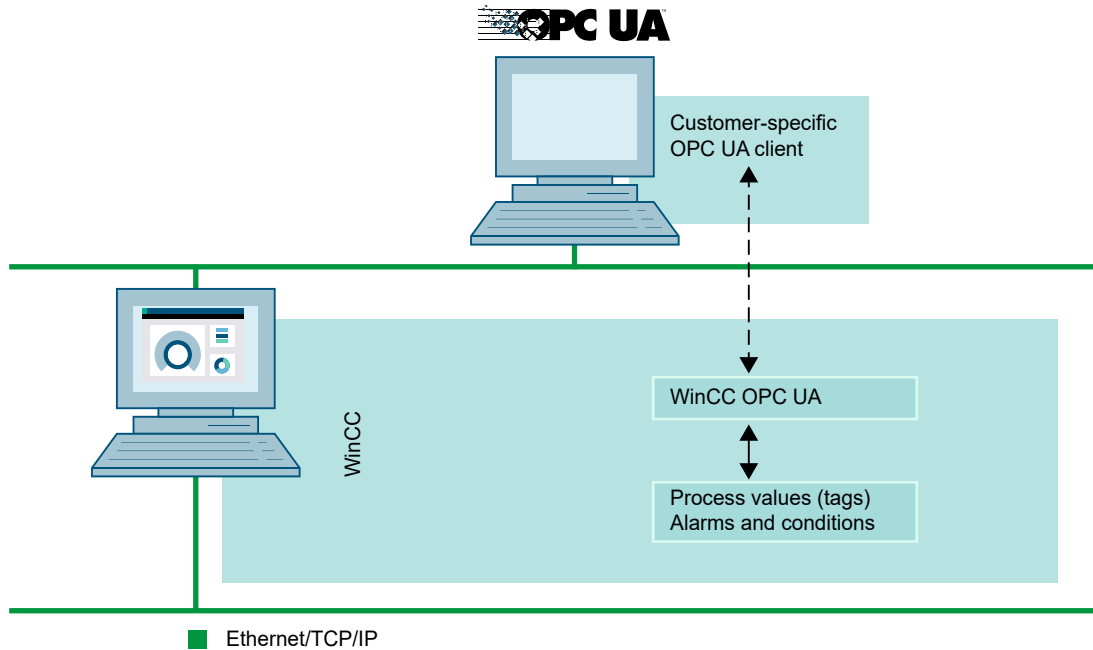 OPC UA
Customer-specific
OPC UA client
WinCC
WinCC OPC UA
Process values (tags)
Alarms and conditions
Ethernet/TCP/IP